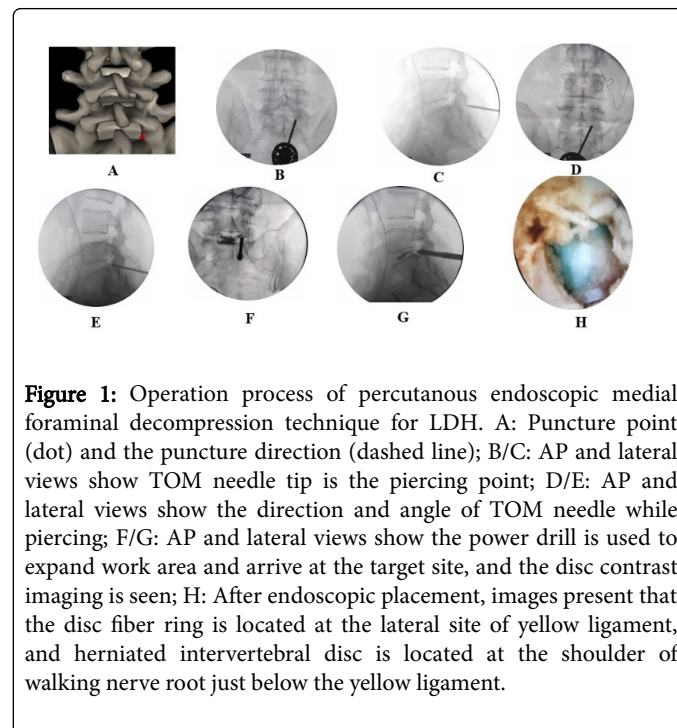 A
B
C
D
E
F
G
H
Figure 1: Operation process of percutanous endoscopic medial
foraminal decompression technique for LDH. A: Puncture point
(dot) and the puncture direction (dashed line); B/C: AP and lateral
views show TOM needle tip is the piercing point; D/E: AP and
lateral views show the direction and angle of TOM needle while
piercing; F/G: AP and lateral views show the power drill is used to
expand work area and arrive at the target site, and the disc contrast
imaging is seen; H: After endoscopic placement, images present that
the disc fiber ring is located at the lateral site of yellow ligament,
and herniated intervertebral disc is located at the shoulder of
walking nerve root just below the yellow ligament.